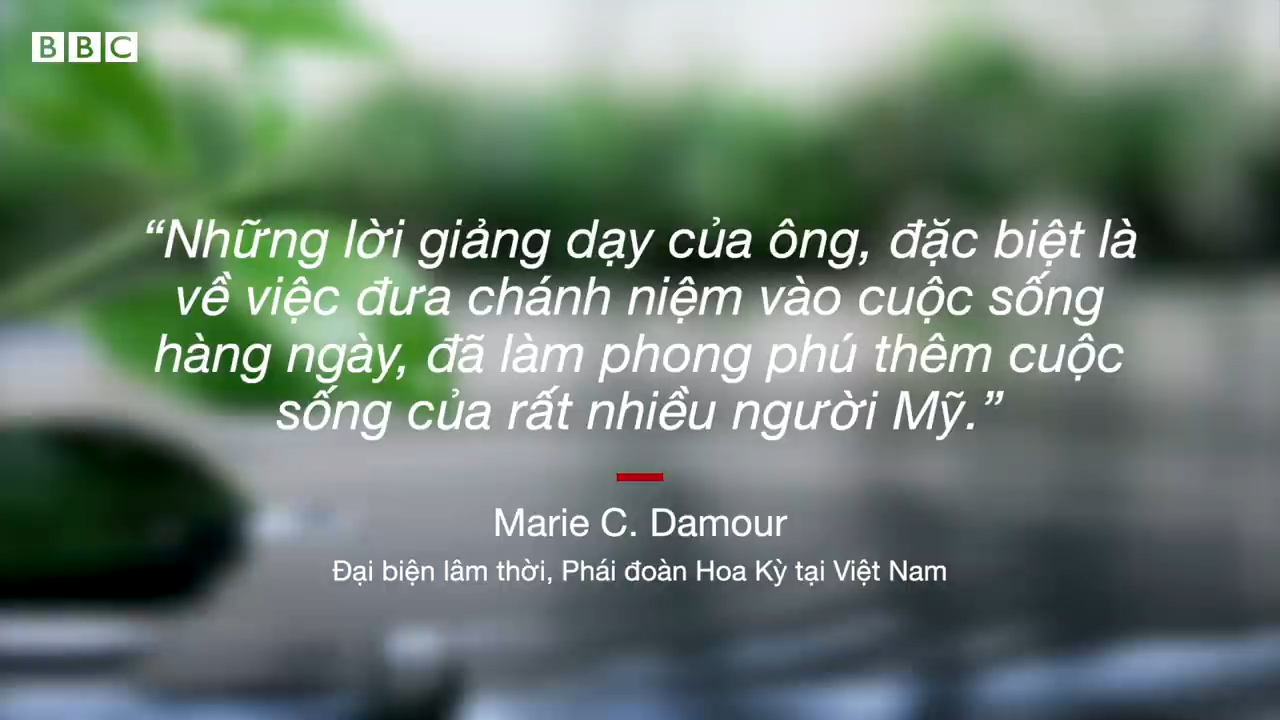 BBC
“Những lời giảng dạy của ông, đặc biệt là
về việc đưa chánh niệm vào cuộc sống
hàng ngày, đã làm phong phú thêm cuộc
sống của rất nhiều người Mỹ.”
Marie C. Damour
Đại biện lâm thời, Phái đoàn Hoa Kỳ tại Việt Nam